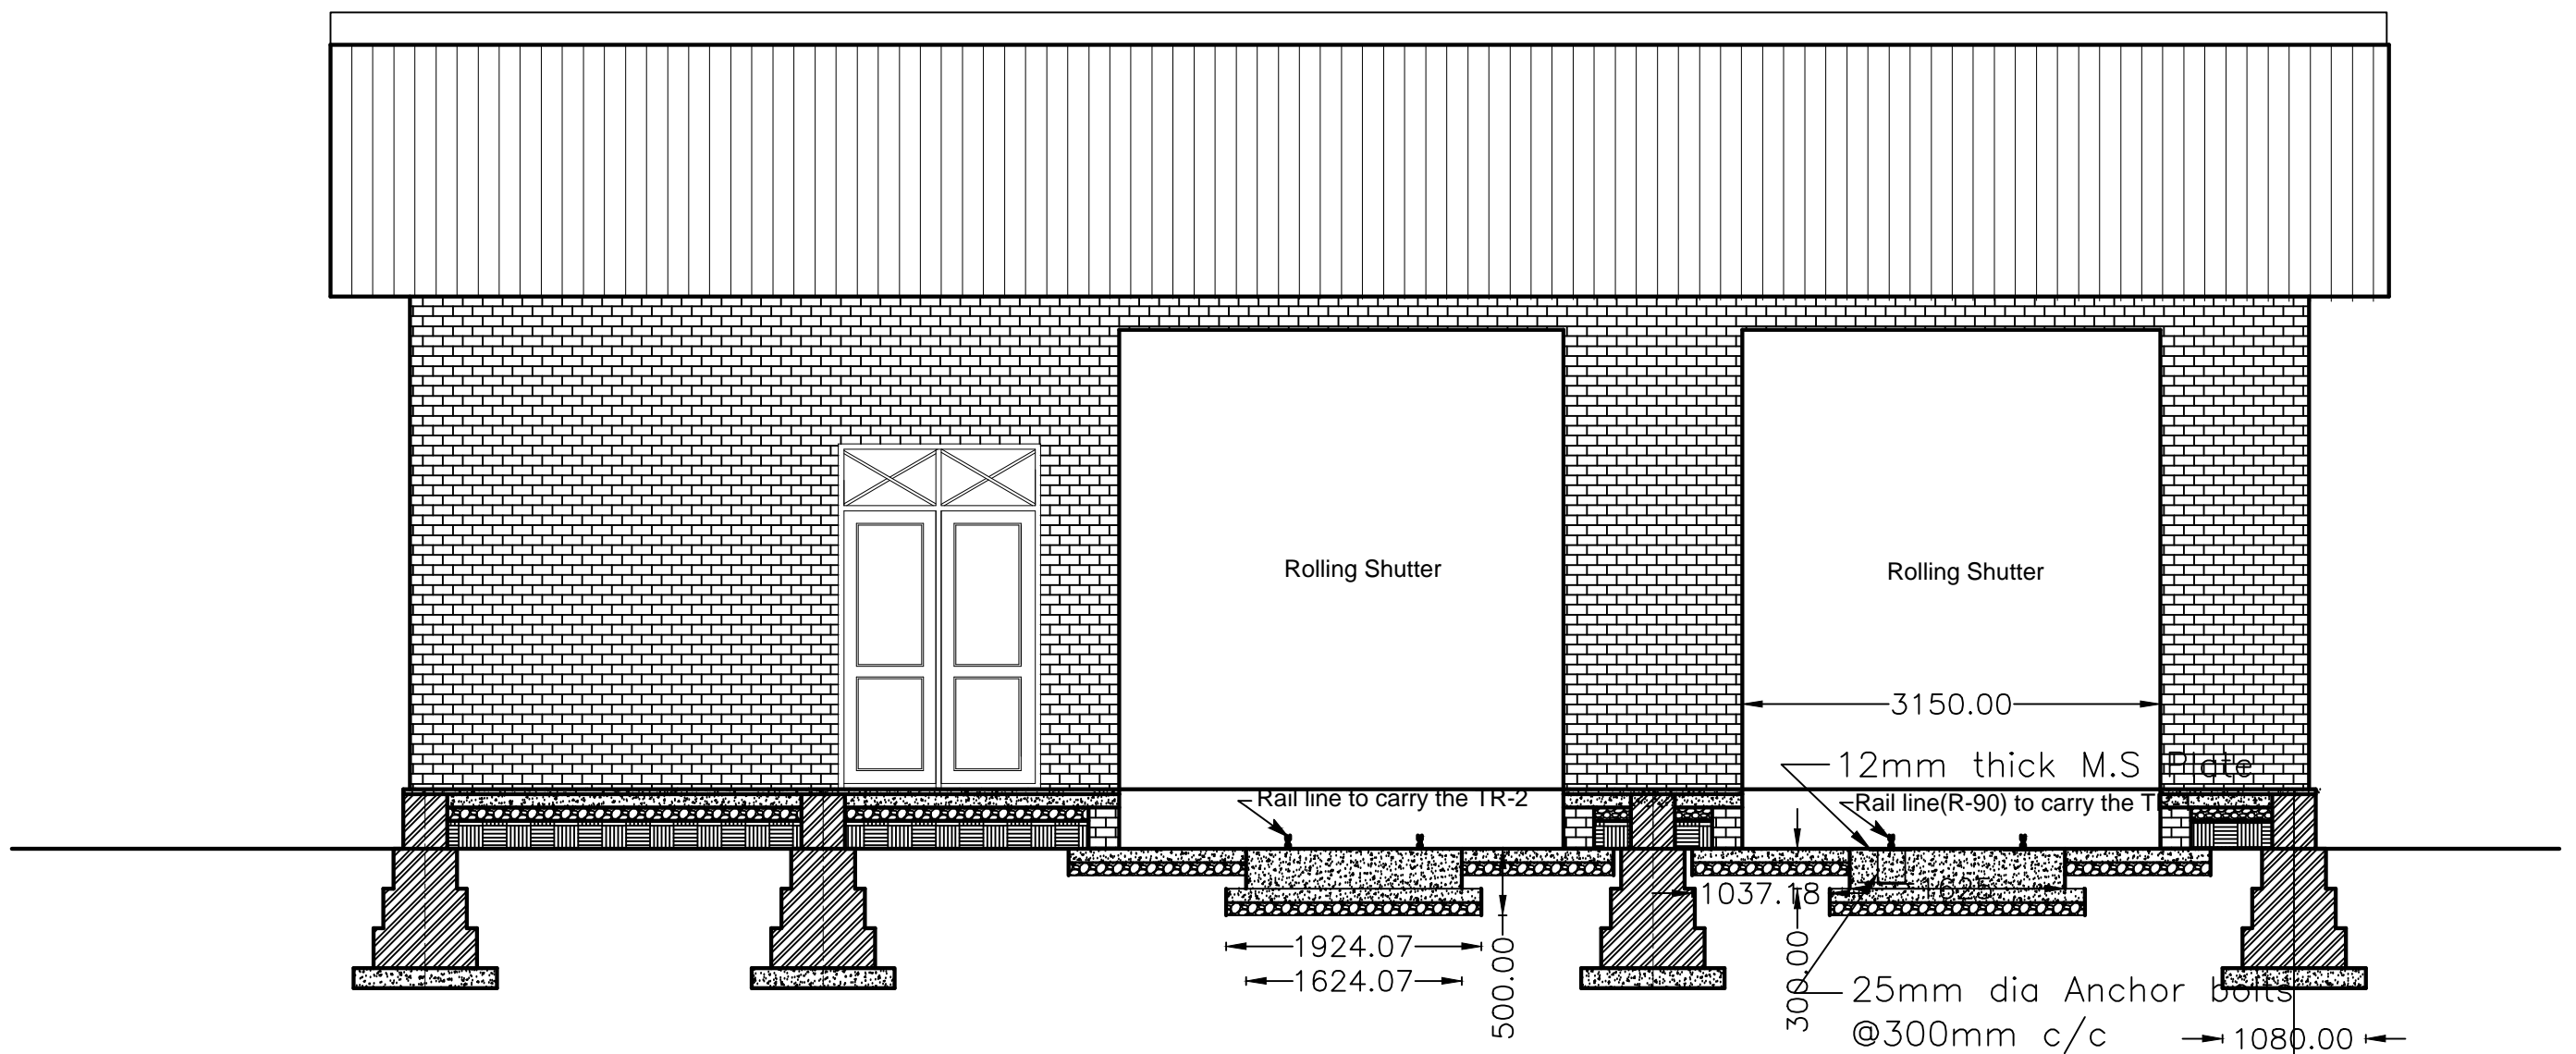 Rolling Shutter
Rolling Shutter
3150.00
12mm thick M.S Plate
Rail line to carry the TR-2
Rail line(R-90) to carry the
1037.18
1625
1924.07
1624.07
500.00
300.00
25mm dia Anchor bolts
@300mm c/c
1080.00